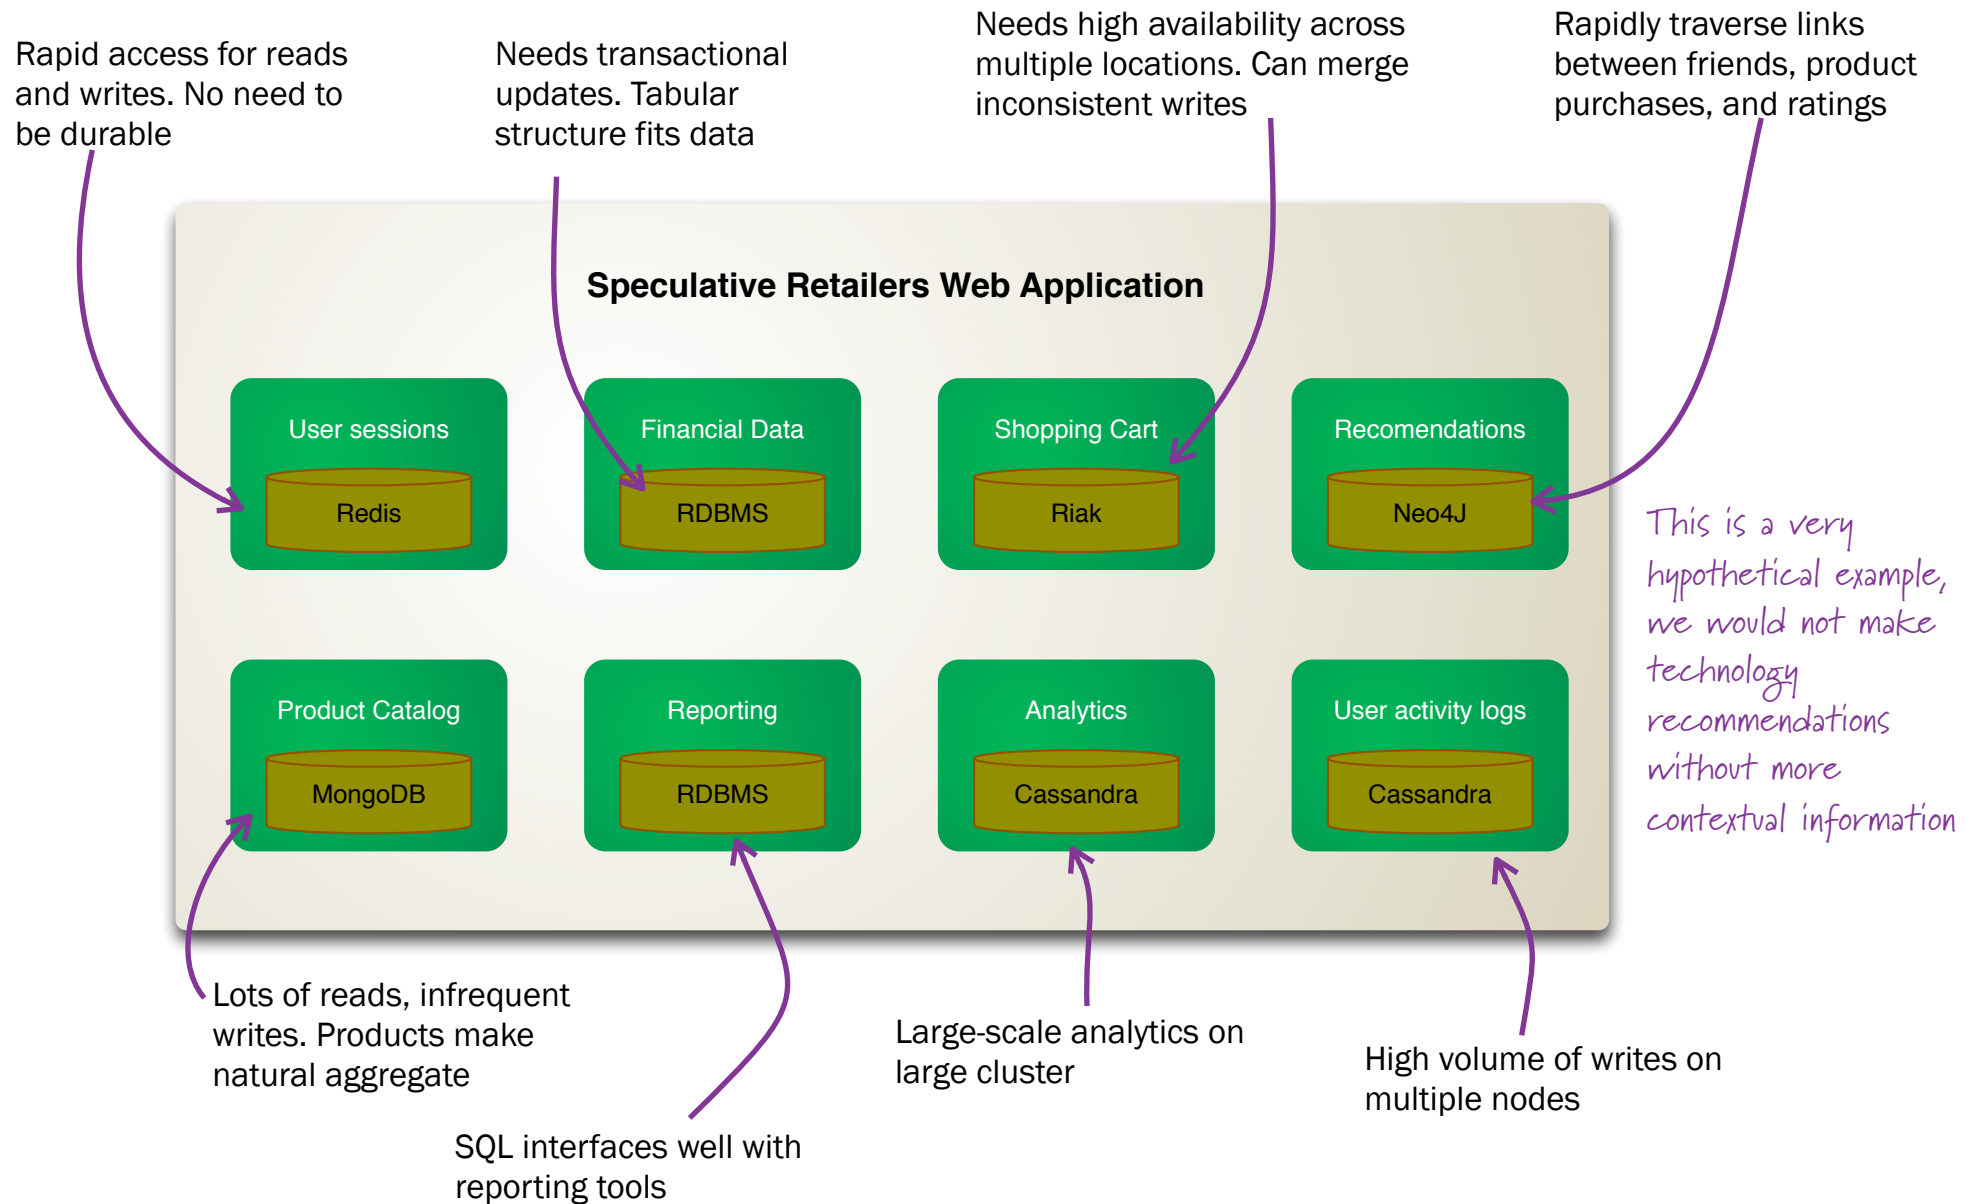 Rapid access for reads
and writes. No need to
be durable
Needs transactional
updates. Tabular
structure fits data
Needs high availability across
multiple locations. Can merge
inconsistent writes
Rapidly traverse links
between friends, product
purchases, and ratings
Speculative Retailers Web Application
User sessions
Redis
Financial Data
RDBMS
Shopping Cart
Riak
Recomendations
Neo4J
This is a very
hypothetical example,
we would not make
technology
recommendations
without more
contextual information
Product Catalog
MongoDB
Reporting
RDBMS
Analytics
Cassandra
User activity logs
Cassandra
Lots of reads, infrequent
writes. Products make
natural aggregate
SQL interfaces well with
reporting tools
Large-scale analytics on
large cluster
High volume of writes on
multiple nodes